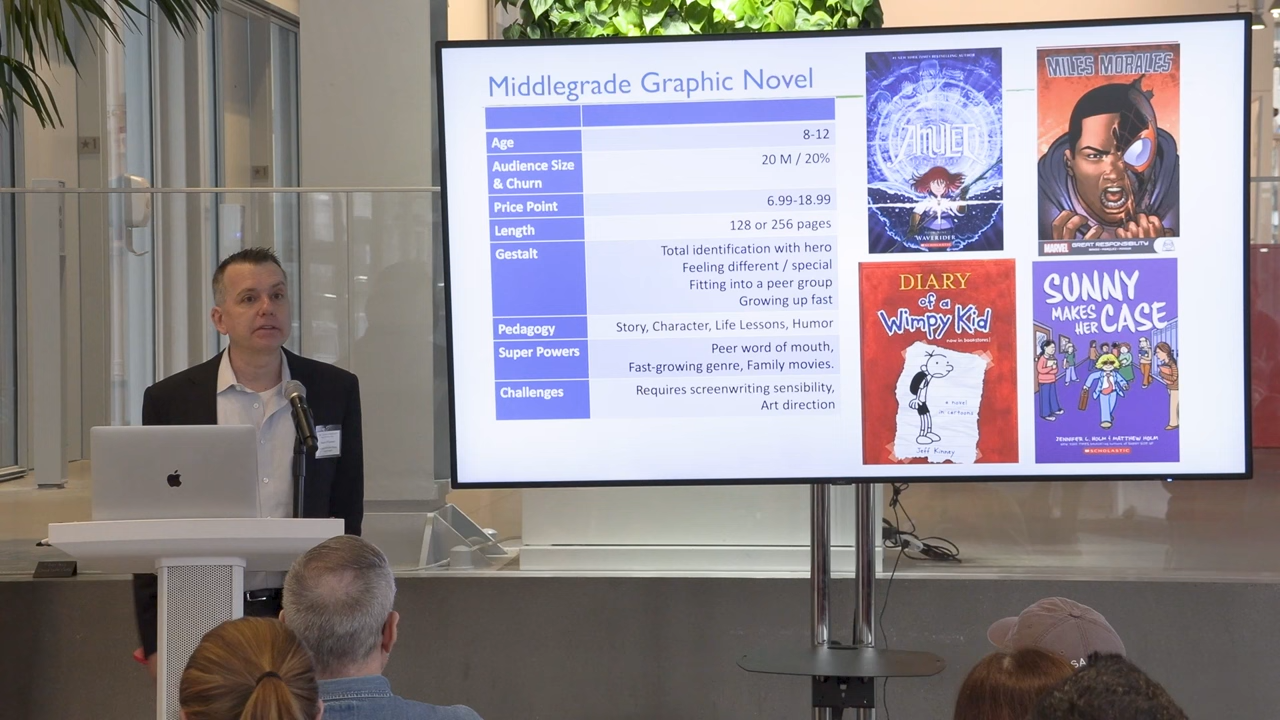 Middlegrade Graphic Novel
Age 8-12
Audience Size 20 M / 20%
& Churn
Price Point 6.99-18.99
Length 128 or 256 pages
Gestalt Total identification with hero
Feeling different / special
Fitting into a peer group
Growing up fast
Pedagogy Story, Character, Life Lessons, Humor
Super Powers Peer word of mouth,
Fast-growing genre, Family movies.
Challenges Requires screenwriting sensibility,
Art direction
AMULET
WAVERIDER
SCHOLASTIC
MILES MORALES
MARVEL GREAT RESPONSIBILITY
DIARY
of a
Wimpy Kid
a novel
in cartoons
Jeff Kinney
SUNNY
MAKES
HER CASE
JENNIFER L. HOLM & MATTHEW HOLM
SCHOLASTIC
SA